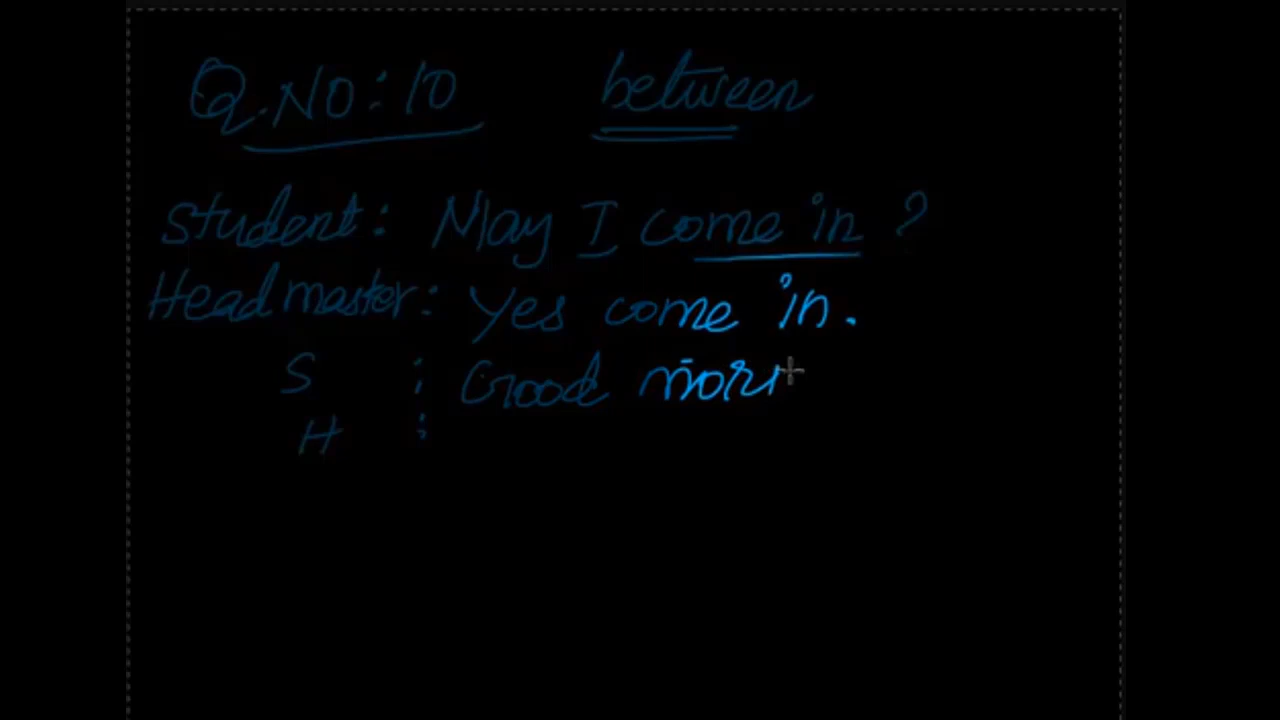 Q.NO:10 between
Student: May I come in ?
Headmaster: Yes come in.
S : Good morn
H :